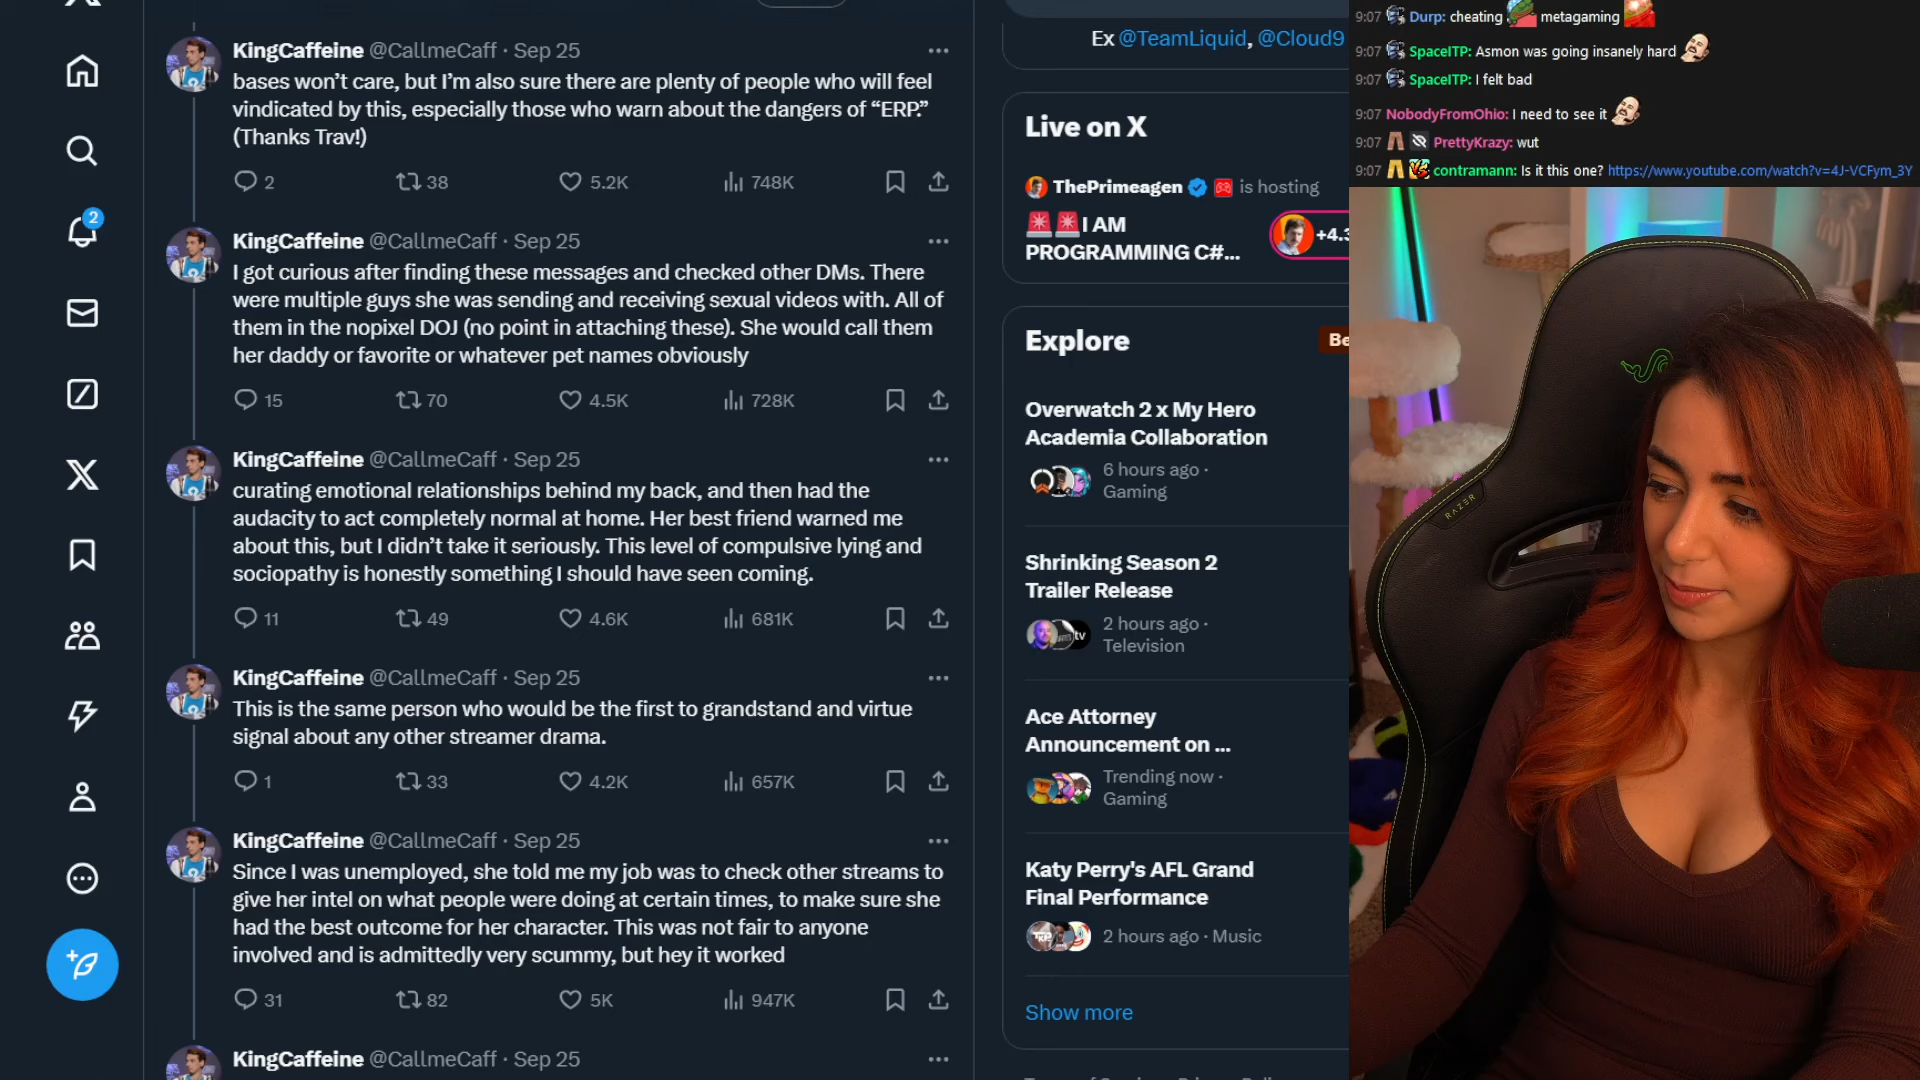 KingCaffeine @CallmeCaff · Sep 25
bases won't care, but I'm also sure there are plenty of people who will feel
vindicated by this, especially those who warn about the dangers of “ERP.”
(Thanks Trav!)
2 38 5.2K 748K
KingCaffeine @CallmeCaff · Sep 25
I got curious after finding these messages and checked other DMs. There
were multiple guys she was sending and receiving sexual videos with. All of
them in the nopixel DOJ (no point in attaching these). She would call them
her daddy or favorite or whatever pet names obviously
15 70 4.5K 728K
KingCaffeine @CallmeCaff · Sep 25
curating emotional relationships behind my back, and then had the
audacity to act completely normal at home. Her best friend warned me
about this, but I didn't take it seriously. This level of compulsive lying and
sociopathy is honestly something I should have seen coming.
11 49 4.6K 681K
KingCaffeine @CallmeCaff · Sep 25
This is the same person who would be the first to grandstand and virtue
signal about any other streamer drama.
1 33 4.2K 657K
KingCaffeine @CallmeCaff · Sep 25
Since I was unemployed, she told me my job was to check other streams to
give her intel on what people were doing at certain times, to make sure she
had the best outcome for her character. This was not fair to anyone
involved and is admittedly very scummy, but hey it worked
31 82 5K 947K
KingCaffeine @CallmeCaff · Sep 25
2
Ex @TeamLiquid, @Cloud9
Live on X
ThePrimeagen is hosting
🚨🚨I AM
PROGRAMMING C#...
+4.3
Explore
Be
Overwatch 2 x My Hero
Academia Collaboration
6 hours ago ·
Gaming
Shrinking Season 2
Trailer Release
2 hours ago ·
Television
tv
Ace Attorney
Announcement on ...
Trending now ·
Gaming
Katy Perry's AFL Grand
Final Performance
2 hours ago · Music
Show more
9:07 Durp: cheating metagaming
9:07 SpaceITP: Asmon was going insanely hard
9:07 SpaceITP: I felt bad
9:07 NobodyFromOhio: I need to see it
9:07 PrettyKrazy: wut
9:07 contramann: Is it this one? https://www.youtube.com/watch?v=4J-VCFym_3Y
RAZER